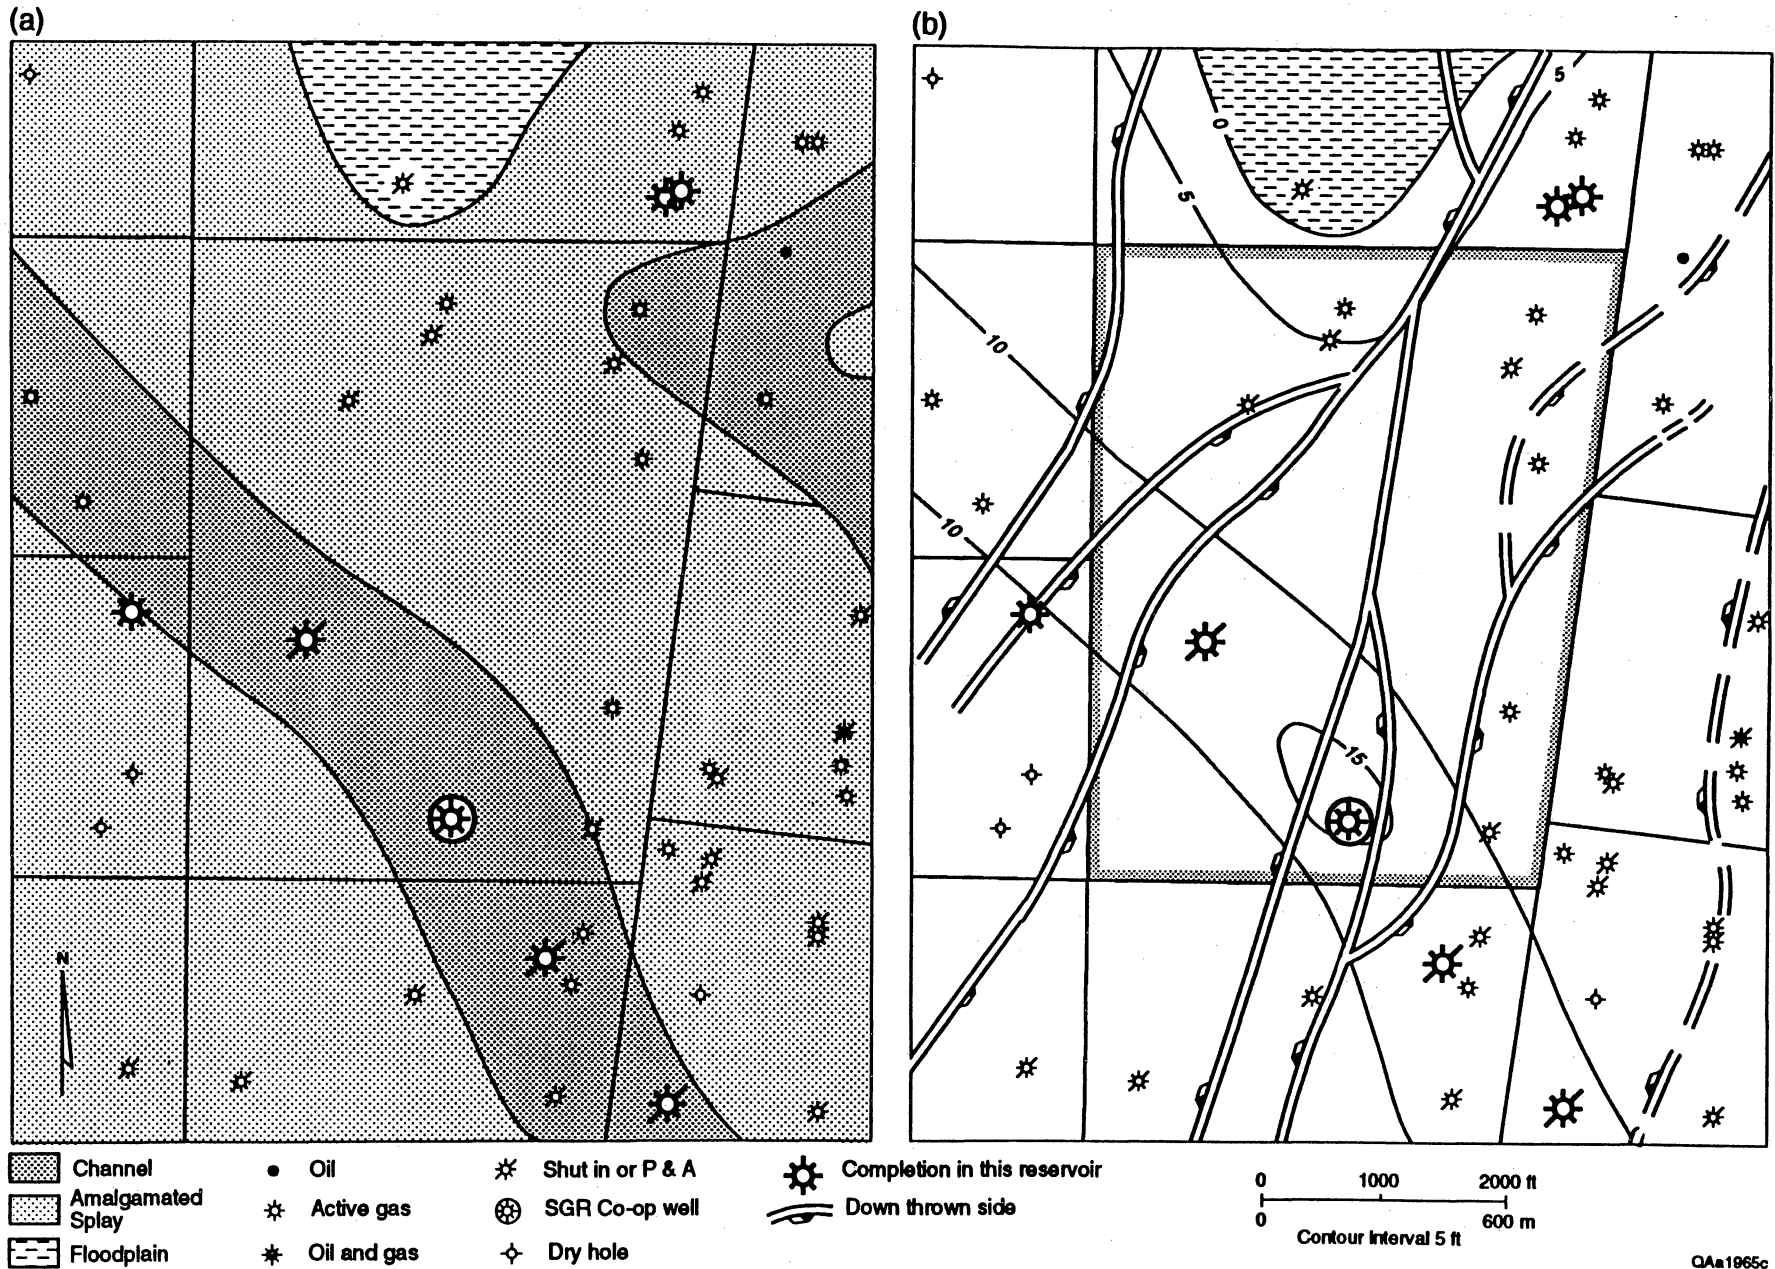 (a)
(b)
5
0
5
10
10
15
N
Channel
Amalgamated
Splay
Floodplain
Oil
Active gas
Oil and gas
Shut in or P & A
SGR Co-op well
Dry hole
Completion in this reservoir
Down thrown side
0 1000 2000 ft
0 600 m
Contour interval 5 ft
QAa1965c